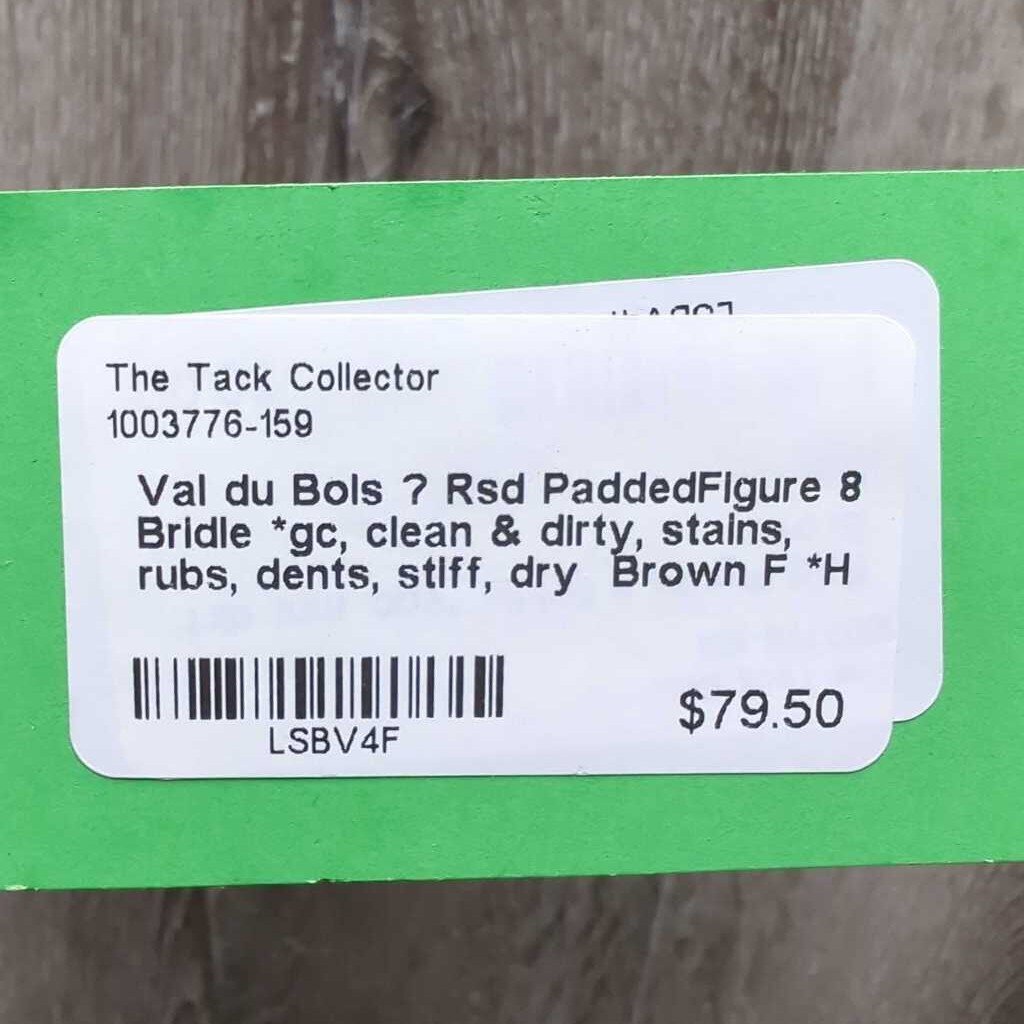 The Tack Collector
1003776-159
Val du Bois ? Rsd PaddedFigure 8
Bridle *gc, clean & dirty, stains,
rubs, dents, stiff, dry Brown F *H
LSBV4F
$79.50